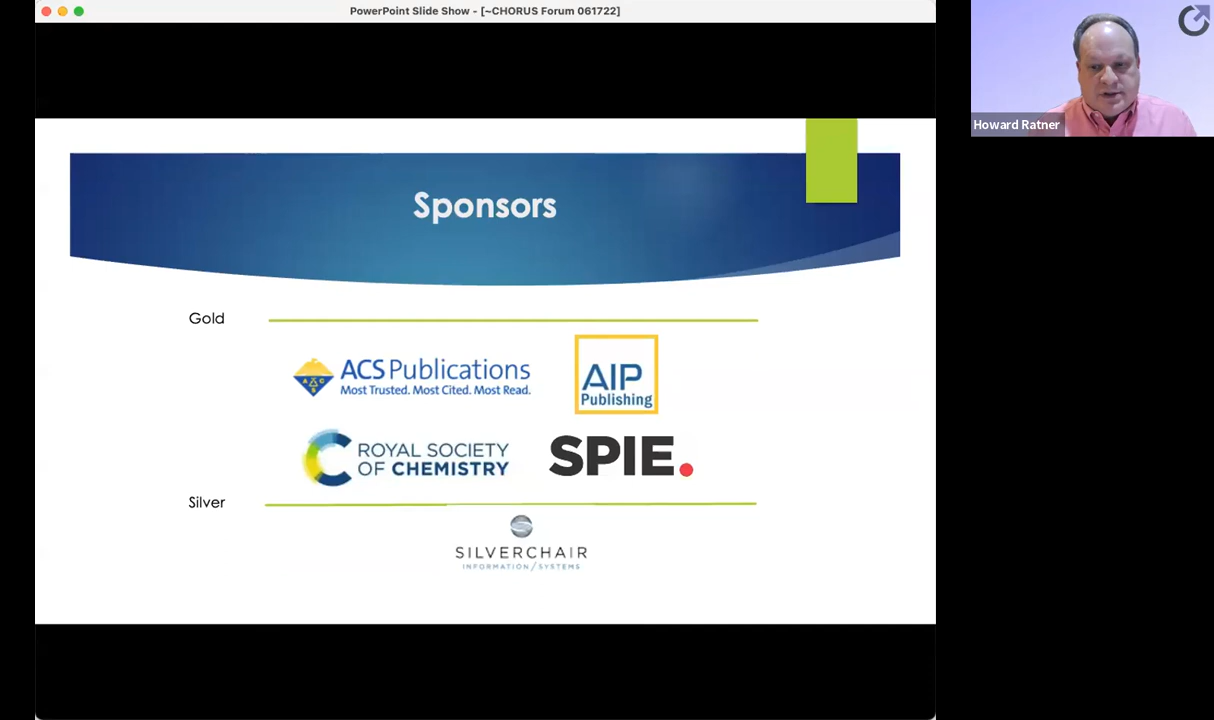 PowerPoint Slide Show - [~CHORUS Forum 061722]
Howard Ratner
Sponsors
Gold
ACS Publications
Most Trusted. Most Cited. Most Read.
AIP
Publishing
ROYAL SOCIETY
OF CHEMISTRY
SPIE.
Silver
SILVERCHAIR
INFORMATION/SYSTEMS